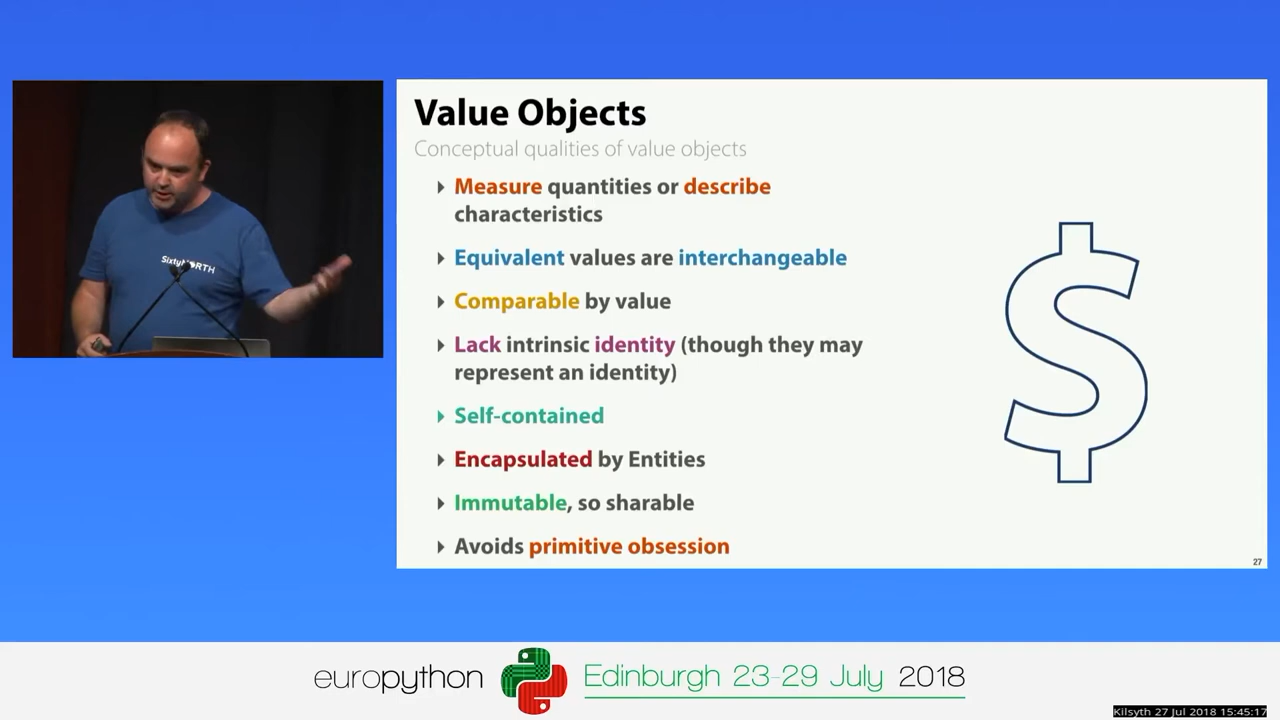 Value Objects
Conceptual qualities of value objects
Measure quantities or describe
characteristics
Equivalent values are interchangeable
Comparable by value
Lack intrinsic identity (though they may
represent an identity)
Self-contained
Encapsulated by Entities
Immutable, so sharable
Avoids primitive obsession
$
27
europython
Edinburgh 23-29 July 2018
Kilsyth 27 Jul 2018 15:45:17